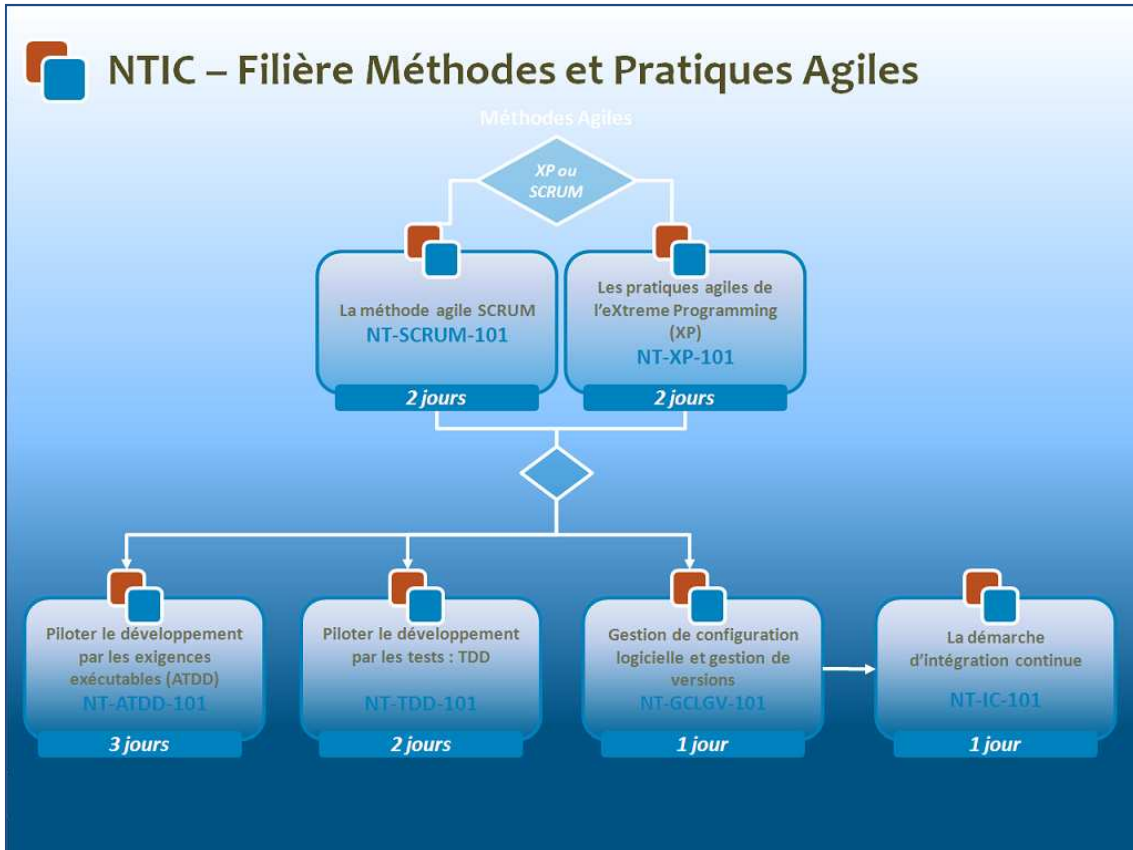 NTIC – Filière Méthodes et Pratiques Agiles
Méthodes Agiles
XP ou
SCRUM
La méthode agile SCRUM
NT-SCRUM-101
2 jours
Les pratiques agiles de
l'eXtreme Programming
(XP)
NT-XP-101
2 jours
Piloter le développement
par les exigences
exécutables (ATDD)
NT-ATDD-101
3 jours
Piloter le développement
par les tests : TDD
NT-TDD-101
2 jours
Gestion de configuration
logicielle et gestion de
versions
NT-GCLGV-101
1 jour
La démarche
d'intégration continue
NT-IC-101
1 jour